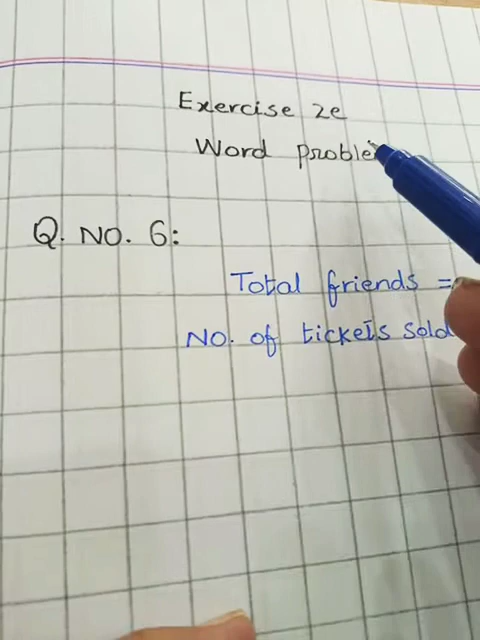 Exercise 2e
Word proble
Q. NO. 6:
Total friends =
NO. of tickets sold